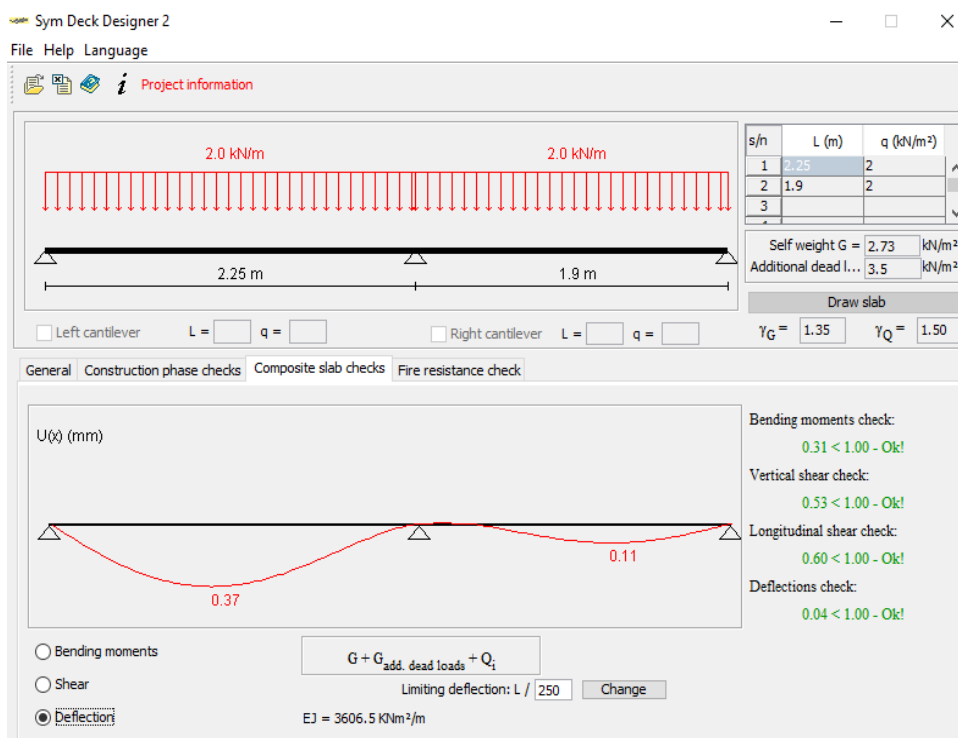 Sym Deck Designer 2
File Help Language
i Project information
2.0 kN/m 2.0 kN/m
2.25 m 1.9 m
s/n L (m) q (kN/m²)
1 2.25 2
2 1.9 2
3
Self weight G = 2.73 kN/m²
Additional dead l... 3.5 kN/m²
Draw slab
Left cantilever L = q = Right cantilever L = q = γG = 1.35 γQ = 1.50
General Construction phase checks Composite slab checks Fire resistance check
U(x) (mm)
0.37
0.11
Bending moments check:
0.31 < 1.00 - Ok!
Vertical shear check:
0.53 < 1.00 - Ok!
Longitudinal shear check:
0.60 < 1.00 - Ok!
Deflections check:
0.04 < 1.00 - Ok!
Bending moments
Shear
Deflection
G + Gadd. dead loads + Qi
Limiting deflection: L / 250 Change
EJ = 3606.5 KNm²/m